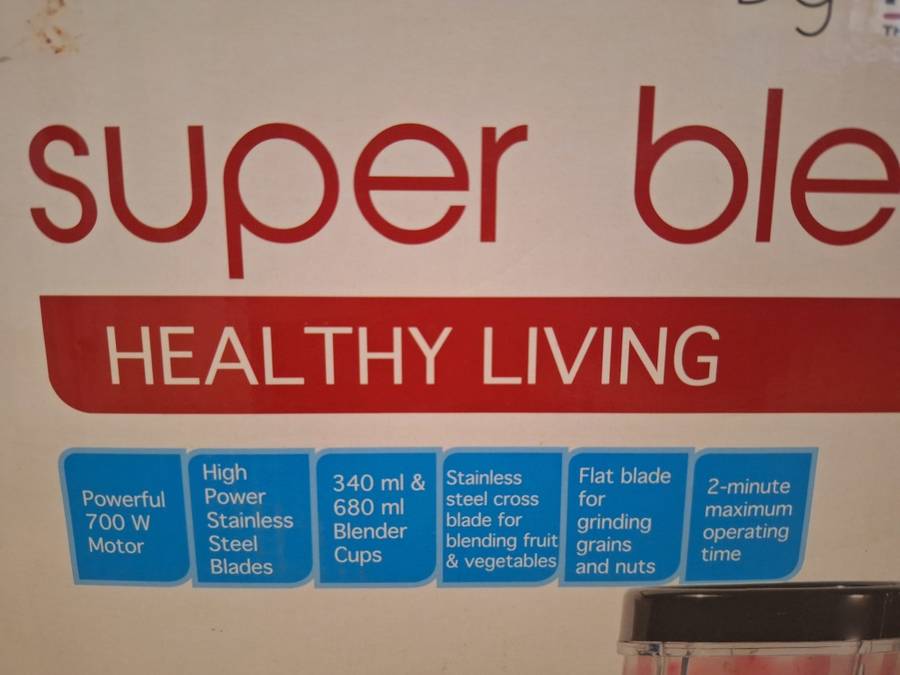 super ble
HEALTHY LIVING
Powerful
700 W
Motor
High
Power
Stainless
Steel
Blades
340 ml &
680 ml
Blender
Cups
Stainless
steel cross
blade for
blending fruit
& vegetables
Flat blade
for
grinding
grains
and nuts
2-minute
maximum
operating
time